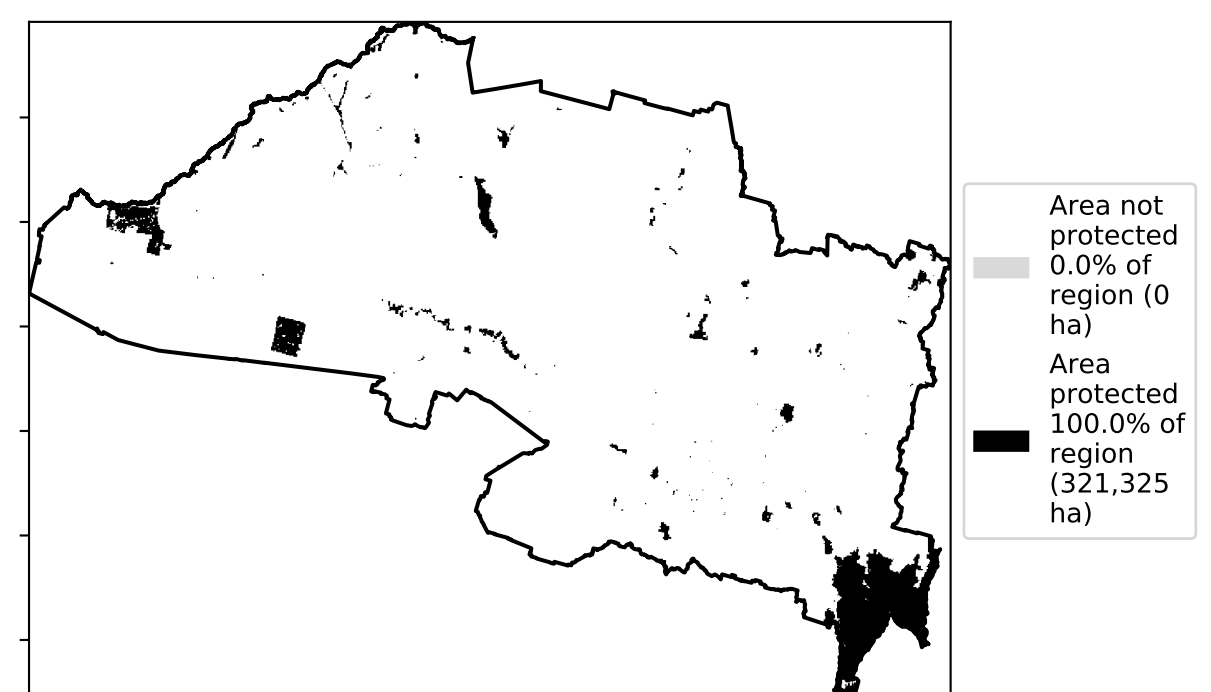 Area not
protected
0.0% of
region (0
ha)
Area
protected
100.0% of
region
(321,325
ha)